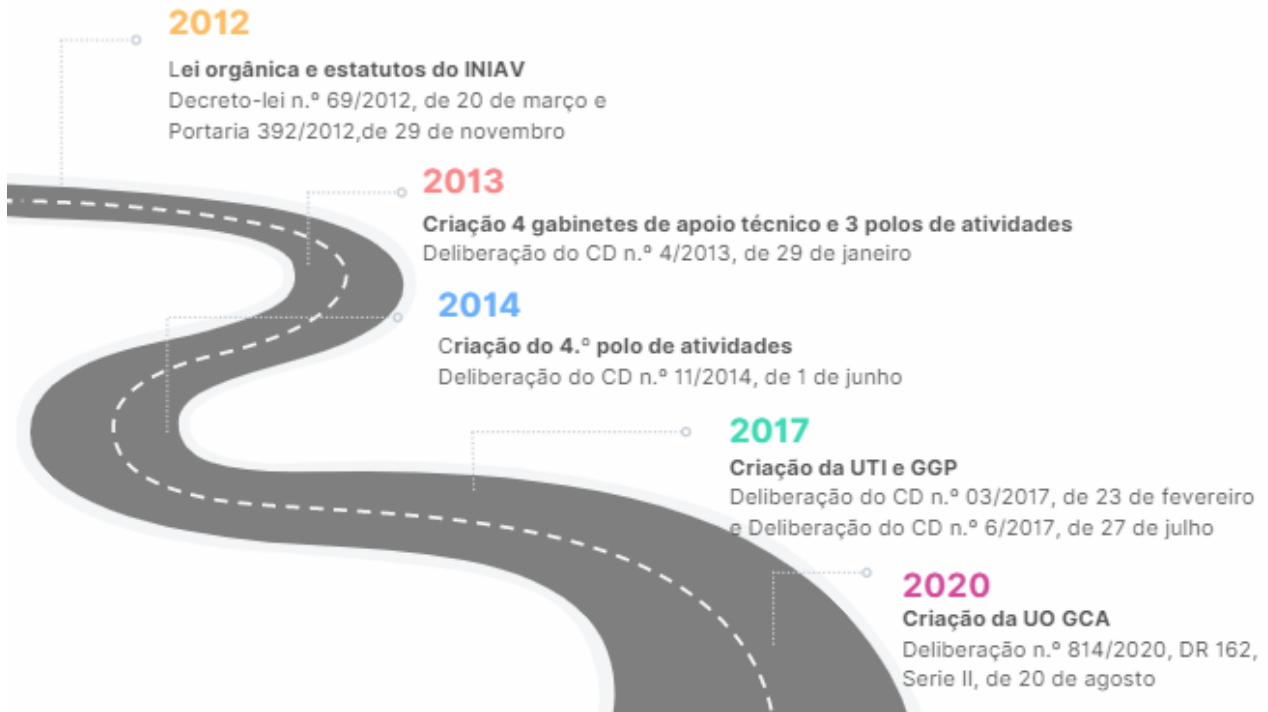 2012
Lei orgânica e estatutos do INIAV
Decreto-lei n.º 69/2012, de 20 de março e
Portaria 392/2012,de 29 de novembro
2013
Criação 4 gabinetes de apoio técnico e 3 polos de atividades
Deliberação do CD n.º 4/2013, de 29 de janeiro
2014
Criação do 4.º polo de atividades
Deliberação do CD n.º 11/2014, de 1 de junho
2017
Criação da UTI e GGP
Deliberação do CD n.º 03/2017, de 23 de fevereiro
e Deliberação do CD n.º 6/2017, de 27 de julho
2020
Criação da UO GCA
Deliberação n.º 814/2020, DR 162,
Serie II, de 20 de agosto